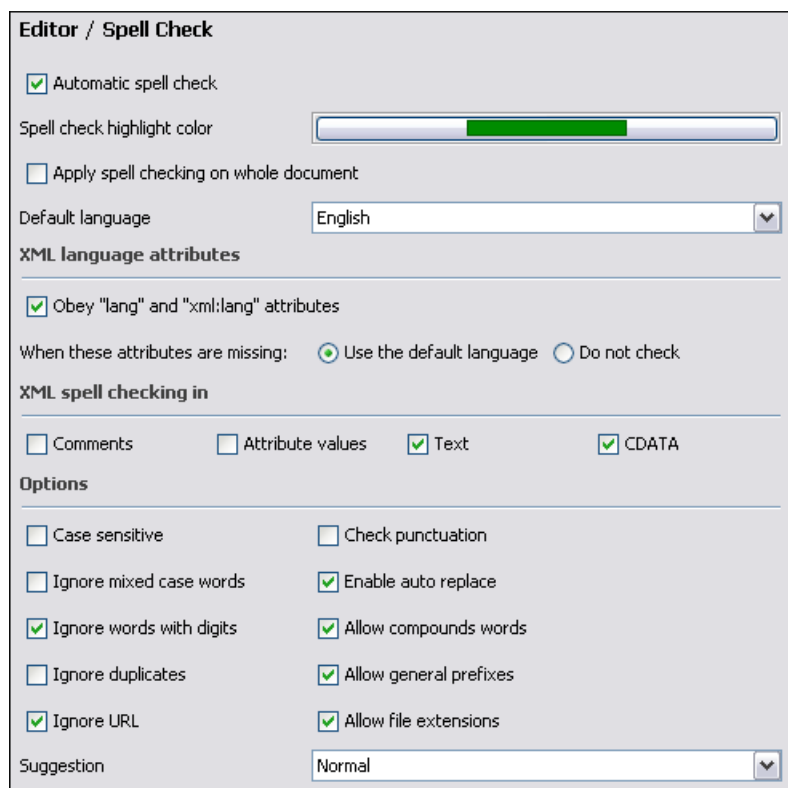 Editor / Spell Check
Automatic spell check
Spell check highlight color
Apply spell checking on whole document
Default language English
XML language attributes
Obey "lang" and "xml:lang" attributes
When these attributes are missing: Use the default language Do not check
XML spell checking in
Comments Attribute values Text CDATA
Options
Case sensitive Check punctuation
Ignore mixed case words Enable auto replace
Ignore words with digits Allow compounds words
Ignore duplicates Allow general prefixes
Ignore URL Allow file extensions
Suggestion Normal